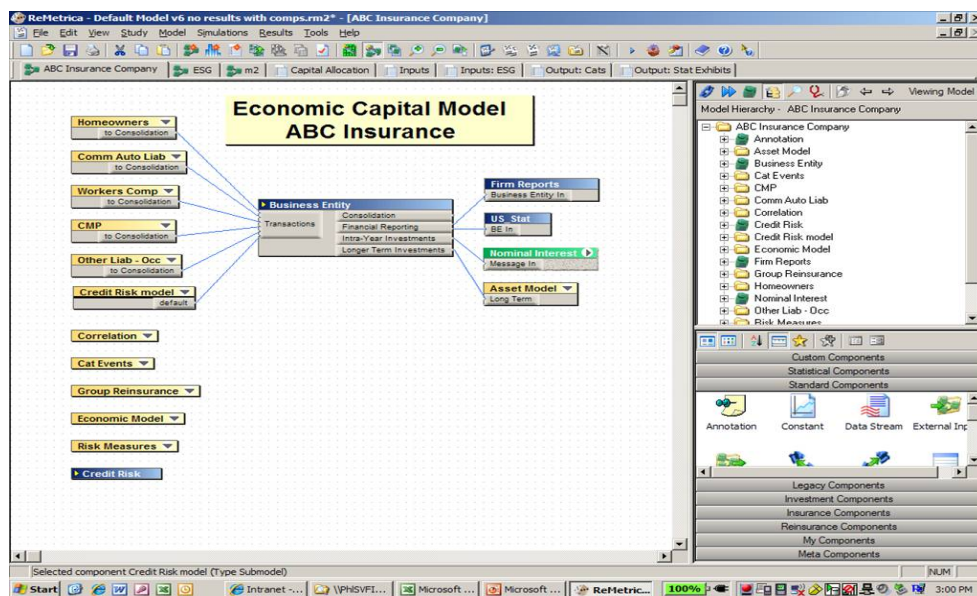 ReMetrica - Default Model v6 no results with comps.rm2* - [ABC Insurance Company]
File Edit View Study Model Simulations Results Tools Help
ABC Insurance Company ESG m2 Capital Allocation Inputs Inputs: ESG Output: Cats Output: Stat Exhibits
Economic Capital Model
ABC Insurance
Homeowners
to Consolidation
Comm Auto Liab
to Consolidation
Workers Comp
to Consolidation
CMP
to Consolidation
Other Liab - Occ
to Consolidation
Credit Risk model
default
Correlation
Cat Events
Group Reinsurance
Economic Model
Risk Measures
Credit Risk
Business Entity
Transactions
Consolidation
Financial Reporting
Intra-Year Investments
Longer Term Investments
Firm Reports
Business Entity In
US_Stat
BE In
Nominal Interest
Message In
Asset Model
Long Term
Viewing Model
Model Hierarchy - ABC Insurance Company
ABC Insurance Company
Annotation
Asset Model
Business Entity
Cat Events
CMP
Comm Auto Liab
Correlation
Credit Risk
Credit Risk model
Economic Model
Firm Reports
Group Reinsurance
Homeowners
Nominal Interest
Other Liab - Occ
Risk Measures
Custom Components
Statistical Components
Standard Components
Annotation Constant Data Stream External Inp
Legacy Components
Investment Components
Insurance Components
Reinsurance Components
My Components
Meta Components
Selected component Credit Risk model (Type Submodel)
NUM
Start Intranet -... \\PhlSVFI... Microsoft ... Microsoft ... ReMetric... 100% 3:00 PM